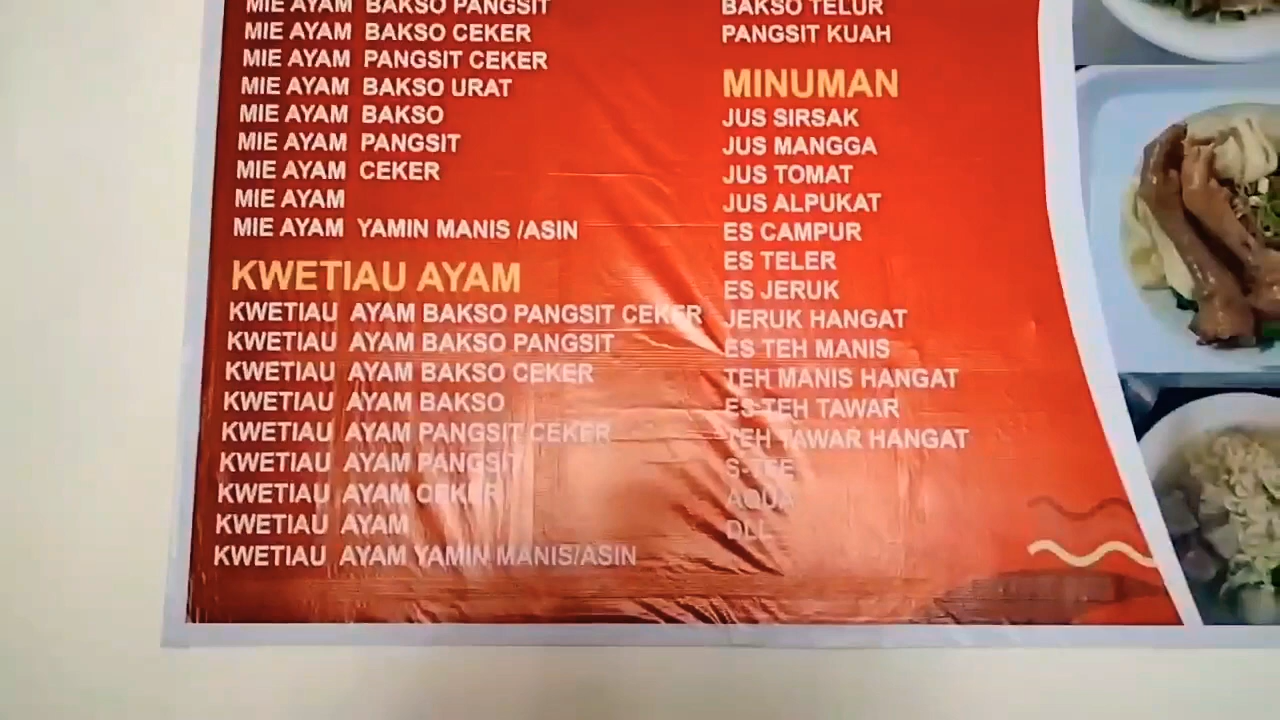 MIE AYAM BAKSO PANGSIT
MIE AYAM BAKSO CEKER
MIE AYAM PANGSIT CEKER
MIE AYAM BAKSO URAT
MIE AYAM BAKSO
MIE AYAM PANGSIT
MIE AYAM CEKER
MIE AYAM
MIE AYAM YAMIN MANIS /ASIN
KWETIAU AYAM
KWETIAU AYAM BAKSO PANGSIT CEKER
KWETIAU AYAM BAKSO PANGSIT
KWETIAU AYAM BAKSO CEKER
KWETIAU AYAM BAKSO
KWETIAU AYAM PANGSIT CEKER
KWETIAU AYAM PANGSIT
KWETIAU AYAM CEKER
KWETIAU AYAM
KWETIAU AYAM YAMIN MANIS/ASIN
BAKSO TELUR
PANGSIT KUAH
MINUMAN
JUS SIRSAK
JUS MANGGA
JUS TOMAT
JUS ALPUKAT
ES CAMPUR
ES TELER
ES JERUK
JERUK HANGAT
ES TEH MANIS
TEH MANIS HANGAT
ES TEH TAWAR
TEH TAWAR HANGAT
S-TEE
AQUA
DLL